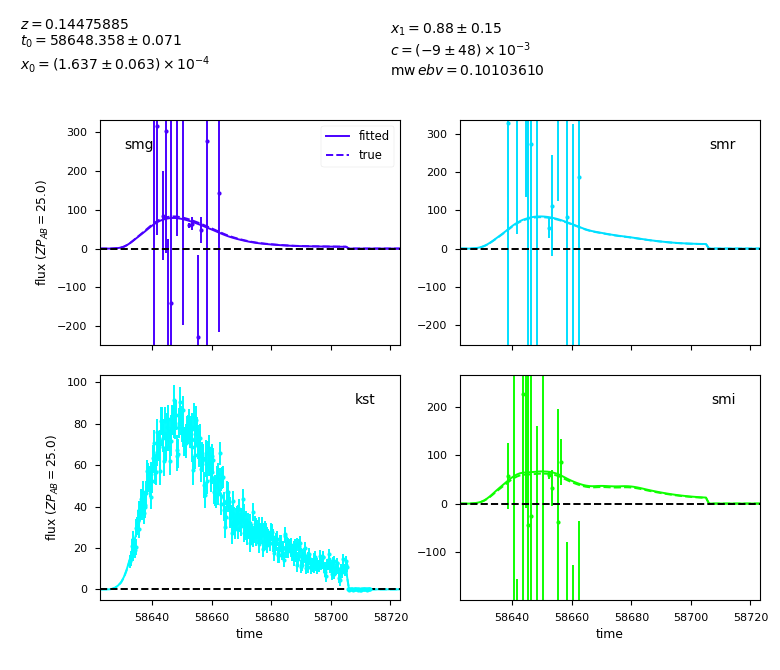 z = 0.14475885
t₀ = 58648.358 ± 0.071
x₀ = (1.637 ± 0.063) × 10⁻⁴
x₁ = 0.88 ± 0.15
c = (−9 ± 48) × 10⁻³
mw ebv = 0.10103610
flux (ZP_AB = 25.0)
300
200
100
0
−100
−200
smg
fitted
true
300
200
100
0
−100
−200
smr
flux (ZP_AB = 25.0)
100
80
60
40
20
0
kst
58640 58660 58680 58700 58720
time
200
100
0
−100
smi
58640 58660 58680 58700 58720
time